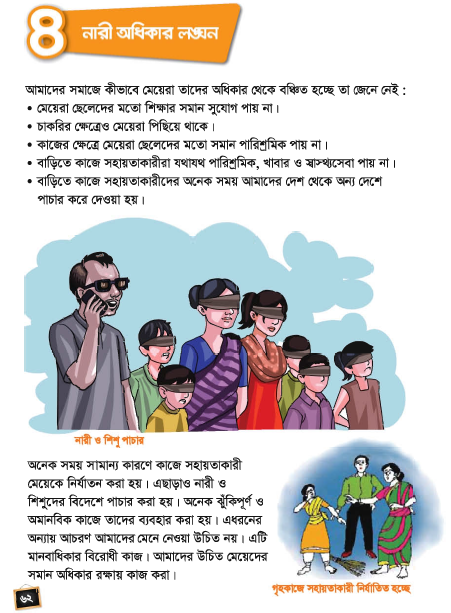 ৪ নারী অধিকার লঙ্ঘন
আমাদের সমাজে কীভাবে মেয়েরা তাদের অধিকার থেকে বঞ্চিত হচ্ছে তা জেনে নেই :
• মেয়েরা ছেলেদের মতো শিক্ষার সমান সুযোগ পায় না।
• চাকরির ক্ষেত্রেও মেয়েরা পিছিয়ে থাকে।
• কাজের ক্ষেত্রে মেয়েরা ছেলেদের মতো সমান পারিশ্রমিক পায় না।
• বাড়িতে কাজে সহায়তাকারীরা যথাযথ পারিশ্রমিক, খাবার ও স্বাস্থ্যসেবা পায় না।
• বাড়িতে কাজে সহায়তাকারীদের অনেক সময় আমাদের দেশ থেকে অন্য দেশে
পাচার করে দেওয়া হয়।
নারী ও শিশু পাচার
অনেক সময় সামান্য কারণে কাজে সহায়তাকারী
মেয়েকে নির্যাতন করা হয়। এছাড়াও নারী ও
শিশুদের বিদেশে পাচার করা হয়। অনেক ঝুঁকিপূর্ণ ও
অমানবিক কাজে তাদের ব্যবহার করা হয়। এধরনের
অন্যায় আচরণ আমাদের মেনে নেওয়া উচিত নয়। এটি
মানবাধিকার বিরোধী কাজ। আমাদের উচিত মেয়েদের
সমান অধিকার রক্ষায় কাজ করা।
গৃহকাজে সহায়তাকারী নির্যাতিত হচ্ছে
৬২